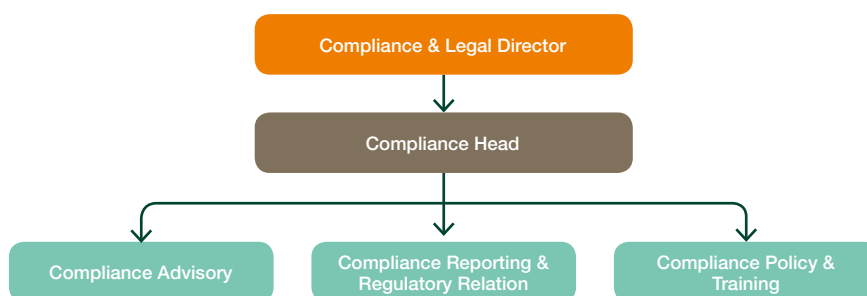 Compliance & Legal Director
Compliance Head
Compliance Advisory
Compliance Reporting &
Regulatory Relation
Compliance Policy &
Training